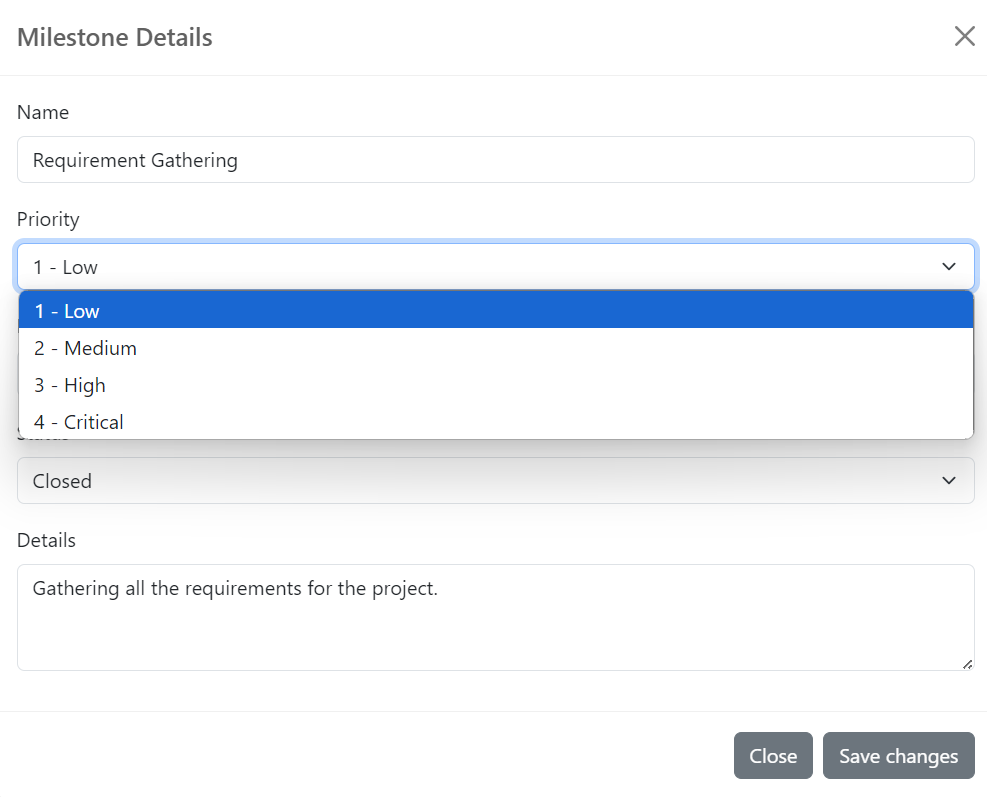 Milestone Details
Name
Requirement Gathering
Priority
1 - Low
1 - Low
2 - Medium
3 - High
4 - Critical
Closed
Details
Gathering all the requirements for the project.
Close
Save changes